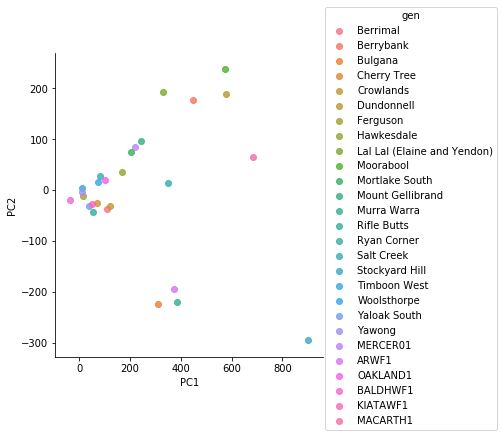 gen
Berrimal
Berrybank
Bulgana
Cherry Tree
Crowlands
Dundonnell
Ferguson
Hawkesdale
Lal Lal (Elaine and Yendon)
Moorabool
Mortlake South
Mount Gellibrand
Murra Warra
Rifle Butts
Ryan Corner
Salt Creek
Stockyard Hill
Timboon West
Woolsthorpe
Yaloak South
Yawong
MERCER01
ARWF1
OAKLAND1
BALDHWF1
KIATAWF1
MACARTH1
PC2
200
100
0
−100
−200
−300
0 200 400 600 800
PC1